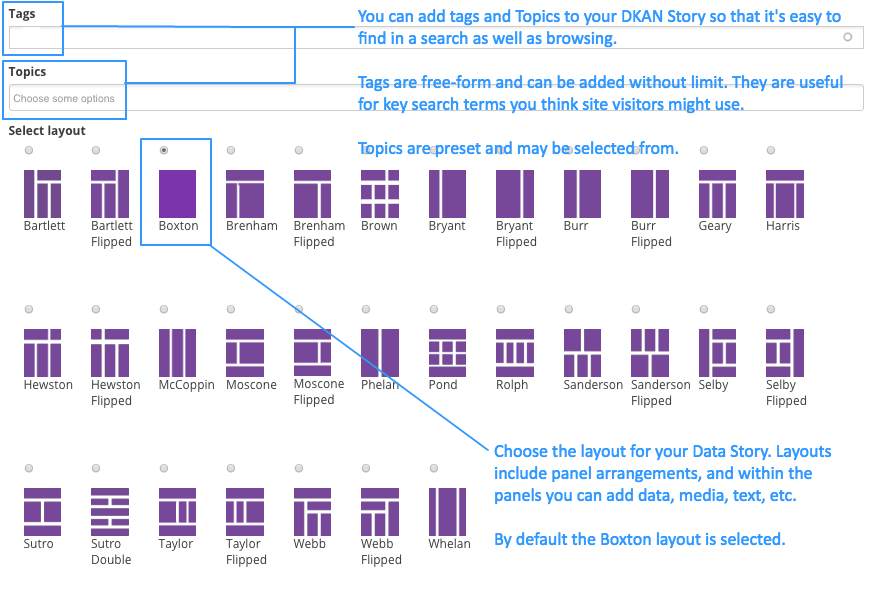 Tags
You can add tags and Topics to your DKAN Story so that it's easy to
find in a search as well as browsing.
Topics
Choose some options
Tags are free-form and can be added without limit. They are useful
for key search terms you think site visitors might use.
Select layout
Topics are preset and may be selected from.
Bartlett
Bartlett
Flipped
Boxton
Brenham
Brenham
Flipped
Brown
Bryant
Bryant
Flipped
Burr
Burr
Flipped
Geary
Harris
Hewston
Hewston
Flipped
McCoppin
Moscone
Moscone
Flipped
Phelan
Pond
Rolph
Sanderson
Sanderson
Flipped
Selby
Selby
Flipped
Choose the layout for your Data Story. Layouts
include panel arrangements, and within the
panels you can add data, media, text, etc.
By default the Boxton layout is selected.
Sutro
Sutro
Double
Taylor
Taylor
Flipped
Webb
Webb
Flipped
Whelan